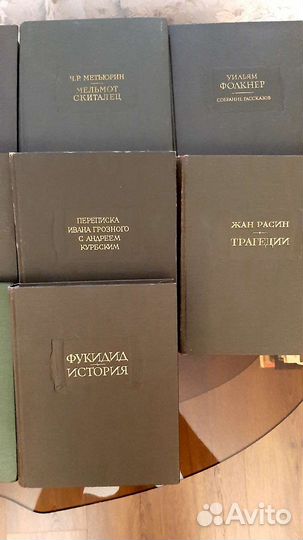 Ч. Р. МЕТЬЮРИН
МЕЛЬМОТ
СКИТАЛЕЦ
УИЛЬЯМ
ФОЛКНЕР
СОБРАНИЕ РАССКАЗОВ
ПЕРЕПИСКА
ИВАНА ГРОЗНОГО
С АНДРЕЕМ
КУРБСКИМ
ЖАН РАСИН
ТРАГЕДИИ
ФУКИДИД
ИСТОРИЯ
Avito